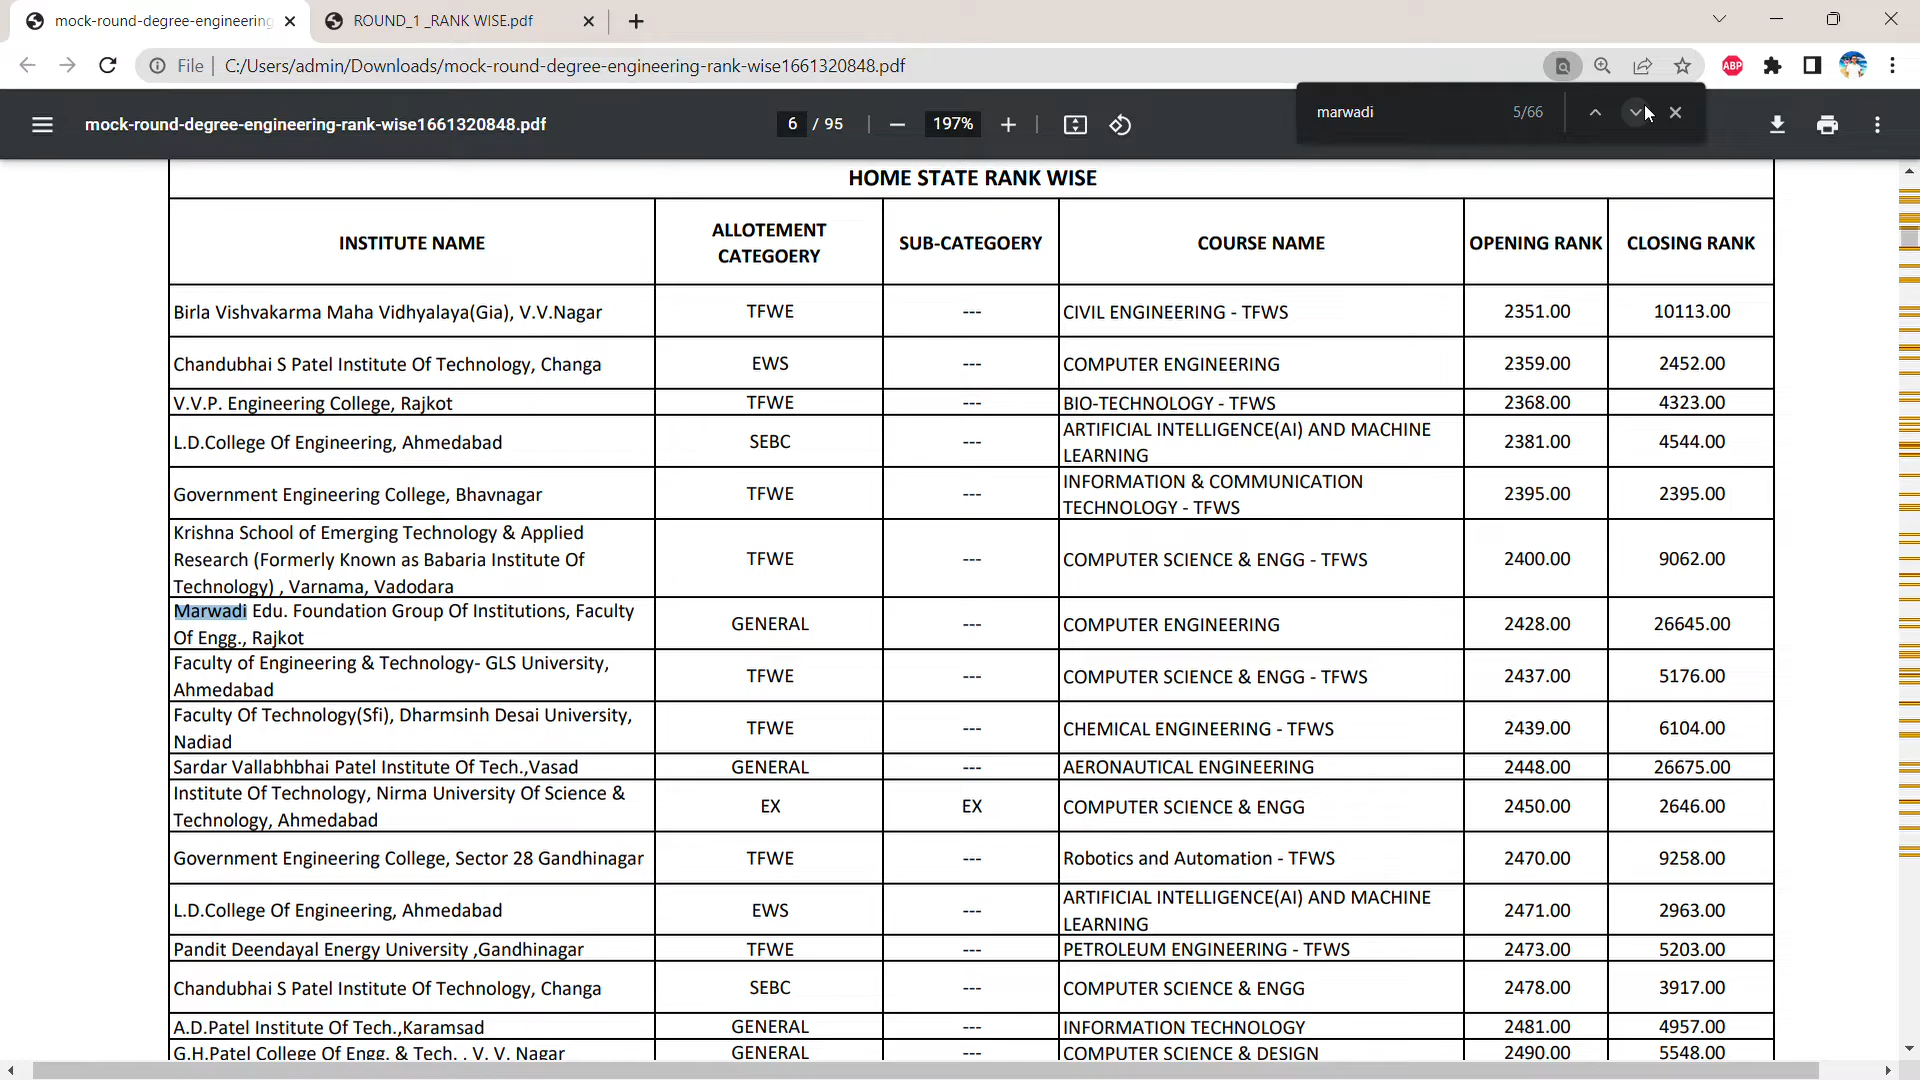 mock-round-degree-engineering
ROUND_1 _RANK WISE.pdf
File
C:/Users/admin/Downloads/mock-round-degree-engineering-rank-wise1661320848.pdf
ABP
mock-round-degree-engineering-rank-wise1661320848.pdf
6 / 95
197%
marwadi
5/66
HOME STATE RANK WISE
INSTITUTE NAME
ALLOTEMENT
CATEGOERY
SUB-CATEGOERY
COURSE NAME
OPENING RANK
CLOSING RANK
Birla Vishvakarma Maha Vidhyalaya(Gia), V.V.Nagar
TFWE
---
CIVIL ENGINEERING - TFWS
2351.00
10113.00
Chandubhai S Patel Institute Of Technology, Changa
EWS
---
COMPUTER ENGINEERING
2359.00
2452.00
V.V.P. Engineering College, Rajkot
TFWE
---
BIO-TECHNOLOGY - TFWS
2368.00
4323.00
L.D.College Of Engineering, Ahmedabad
SEBC
---
ARTIFICIAL INTELLIGENCE(AI) AND MACHINE
LEARNING
2381.00
4544.00
Government Engineering College, Bhavnagar
TFWE
---
INFORMATION & COMMUNICATION
TECHNOLOGY - TFWS
2395.00
2395.00
Krishna School of Emerging Technology & Applied
Research (Formerly Known as Babaria Institute Of
Technology) , Varnama, Vadodara
TFWE
---
COMPUTER SCIENCE & ENGG - TFWS
2400.00
9062.00
Marwadi Edu. Foundation Group Of Institutions, Faculty
Of Engg., Rajkot
GENERAL
---
COMPUTER ENGINEERING
2428.00
26645.00
Faculty of Engineering & Technology- GLS University,
Ahmedabad
TFWE
---
COMPUTER SCIENCE & ENGG - TFWS
2437.00
5176.00
Faculty Of Technology(Sfi), Dharmsinh Desai University,
Nadiad
TFWE
---
CHEMICAL ENGINEERING - TFWS
2439.00
6104.00
Sardar Vallabhbhai Patel Institute Of Tech.,Vasad
GENERAL
---
AERONAUTICAL ENGINEERING
2448.00
26675.00
Institute Of Technology, Nirma University Of Science &
Technology, Ahmedabad
EX
EX
COMPUTER SCIENCE & ENGG
2450.00
2646.00
Government Engineering College, Sector 28 Gandhinagar
TFWE
---
Robotics and Automation - TFWS
2470.00
9258.00
L.D.College Of Engineering, Ahmedabad
EWS
---
ARTIFICIAL INTELLIGENCE(AI) AND MACHINE
LEARNING
2471.00
2963.00
Pandit Deendayal Energy University ,Gandhinagar
TFWE
---
PETROLEUM ENGINEERING - TFWS
2473.00
5203.00
Chandubhai S Patel Institute Of Technology, Changa
SEBC
---
COMPUTER SCIENCE & ENGG
2478.00
3917.00
A.D.Patel Institute Of Tech.,Karamsad
GENERAL
---
INFORMATION TECHNOLOGY
2481.00
4957.00
G.H.Patel College Of Engg. & Tech. , V. V. Nagar
GENERAL
---
COMPUTER SCIENCE & DESIGN
2490.00
5548.00